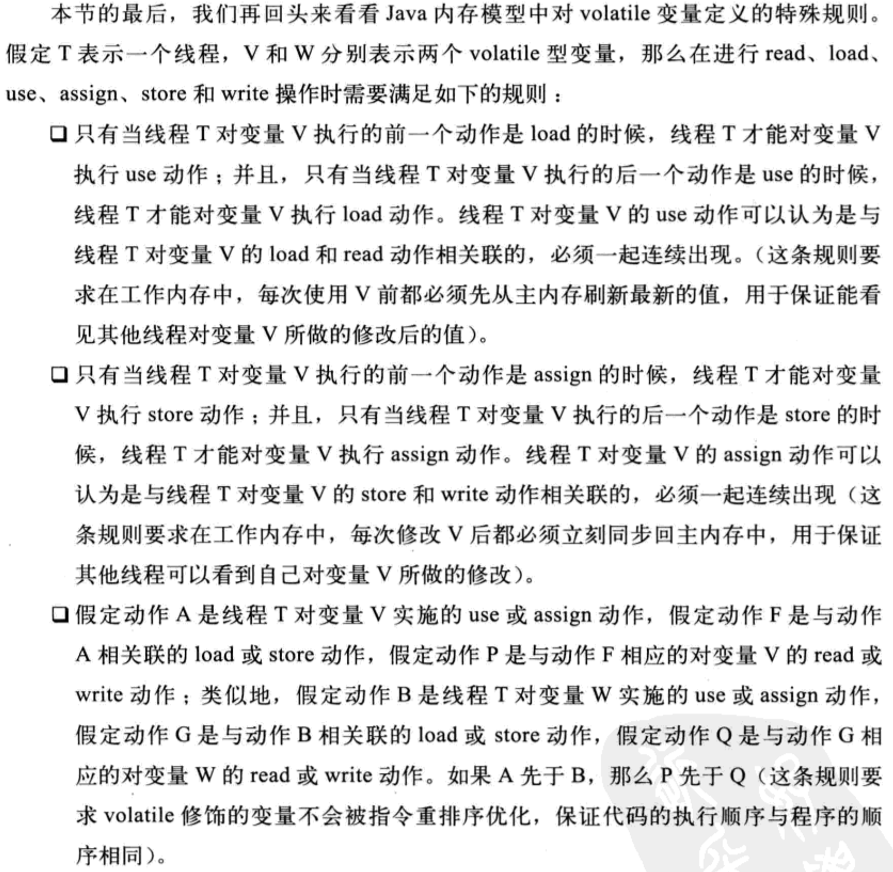 本节的最后，我们再回头来看看 Java 内存模型中对 volatile 变量定义的特殊规则。
假定 T 表示一个线程，V 和 W 分别表示两个 volatile 型变量，那么在进行 read、load、
use、assign、store 和 write 操作时需要满足如下的规则：
❑ 只有当线程 T 对变量 V 执行的前一个动作是 load 的时候，线程 T 才能对变量 V
执行 use 动作；并且，只有当线程 T 对变量 V 执行的后一个动作是 use 的时候，
线程 T 才能对变量 V 执行 load 动作。线程 T 对变量 V 的 use 动作可以认为是与
线程 T 对变量 V 的 load 和 read 动作相关联的，必须一起连续出现。（这条规则要
求在工作内存中，每次使用 V 前都必须先从主内存刷新最新的值，用于保证能看
见其他线程对变量 V 所做的修改后的值）。
❑ 只有当线程 T 对变量 V 执行的前一个动作是 assign 的时候，线程 T 才能对变量
V 执行 store 动作；并且，只有当线程 T 对变量 V 执行的后一个动作是 store 的时
候，线程 T 才能对变量 V 执行 assign 动作。线程 T 对变量 V 的 assign 动作可以
认为是与线程 T 对变量 V 的 store 和 write 动作相关联的，必须一起连续出现（这
条规则要求在工作内存中，每次修改 V 后都必须立刻同步回主内存中，用于保证
其他线程可以看到自己对变量 V 所做的修改）。
❑ 假定动作 A 是线程 T 对变量 V 实施的 use 或 assign 动作，假定动作 F 是与动作
A 相关联的 load 或 store 动作，假定动作 P 是与动作 F 相应的对变量 V 的 read 或
write 动作；类似地，假定动作 B 是线程 T 对变量 W 实施的 use 或 assign 动作，
假定动作 G 是与动作 B 相关联的 load 或 store 动作，假定动作 Q 是与动作 G 相
应的对变量 W 的 read 或 write 动作。如果 A 先于 B，那么 P 先于 Q（这条规则要
求 volatile 修饰的变量不会被指令重排序优化，保证代码的执行顺序与程序的顺
序相同）。